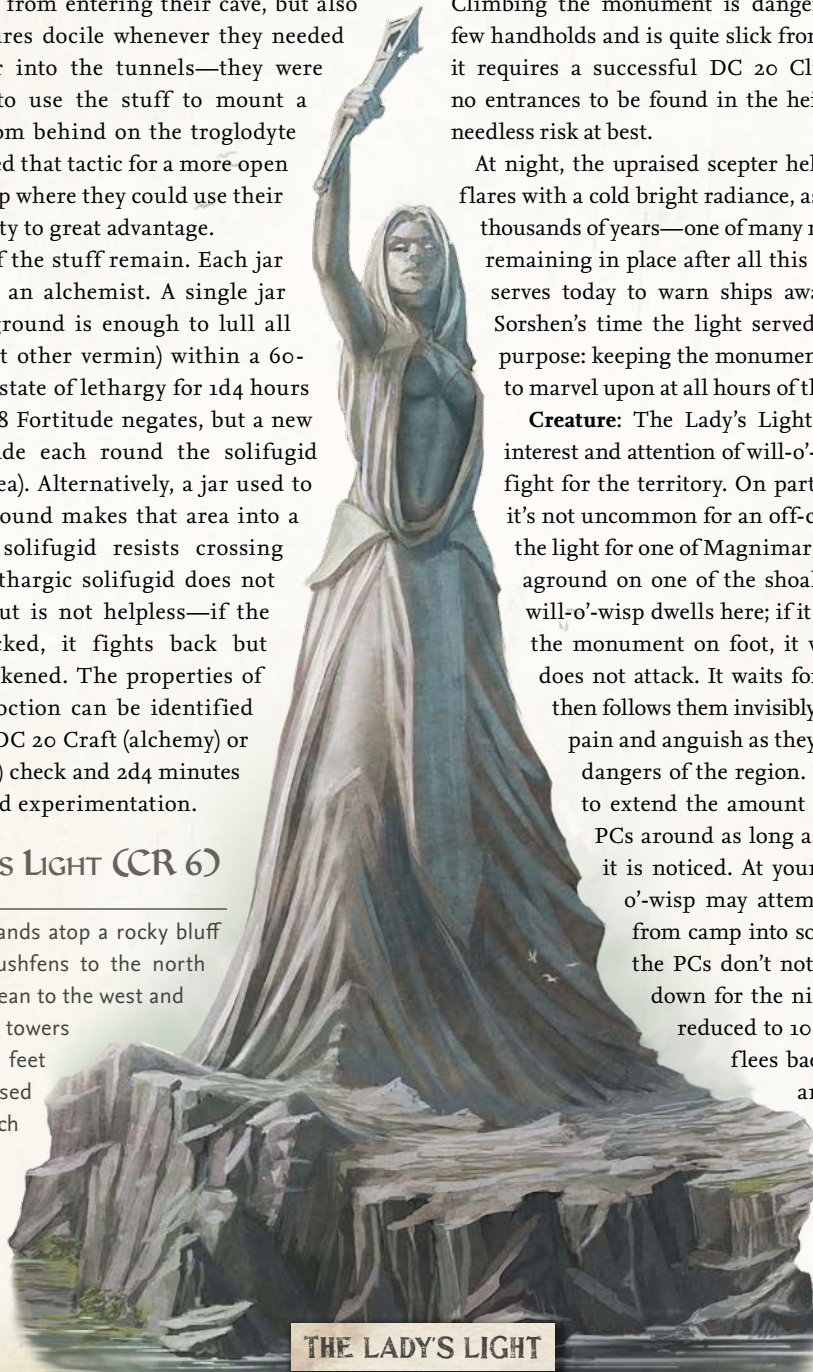 from entering their cave, but also
res docile whenever they needed
into the tunnels—they were
to use the stuff to mount a
om behind on the troglodyte
ed that tactic for a more open
p where they could use their
ty to great advantage.
f the stuff remain. Each jar
an alchemist. A single jar
ground is enough to lull all
t other vermin) within a 60-
state of lethargy for 1d4 hours
8 Fortitude negates, but a new
de each round the solifugid
ea). Alternatively, a jar used to
ound makes that area into a
solifugid resists crossing
thargic solifugid does not
ut is not helpless—if the
cked, it fights back but
kened. The properties of
oction can be identified
DC 20 Craft (alchemy) or
) check and 2d4 minutes
d experimentation.
s Light (CR 6)
ands atop a rocky bluff
ushfens to the north
ean to the west and
towers
feet
sed
ch
Climbing the monument is dange
few handholds and is quite slick fro
it requires a successful DC 20 Cl
no entrances to be found in the hei
needless risk at best.
At night, the upraised scepter hel
flares with a cold bright radiance, as
thousands of years—one of many
remaining in place after all this
serves today to warn ships awa
Sorshen's time the light served
purpose: keeping the monumen
to marvel upon at all hours of th
Creature: The Lady's Light
interest and attention of will-o'-
fight for the territory. On part
it's not uncommon for an off-c
the light for one of Magnimar
aground on one of the shoal
will-o'-wisp dwells here; if it
the monument on foot, it w
does not attack. It waits for
then follows them invisibly
pain and anguish as they
dangers of the region.
to extend the amount
PCs around as long as
it is noticed. At your
o'-wisp may attem
from camp into so
the PCs don't not
down for the ni
reduced to 10
flees bac
a
THE LADY'S LIGHT